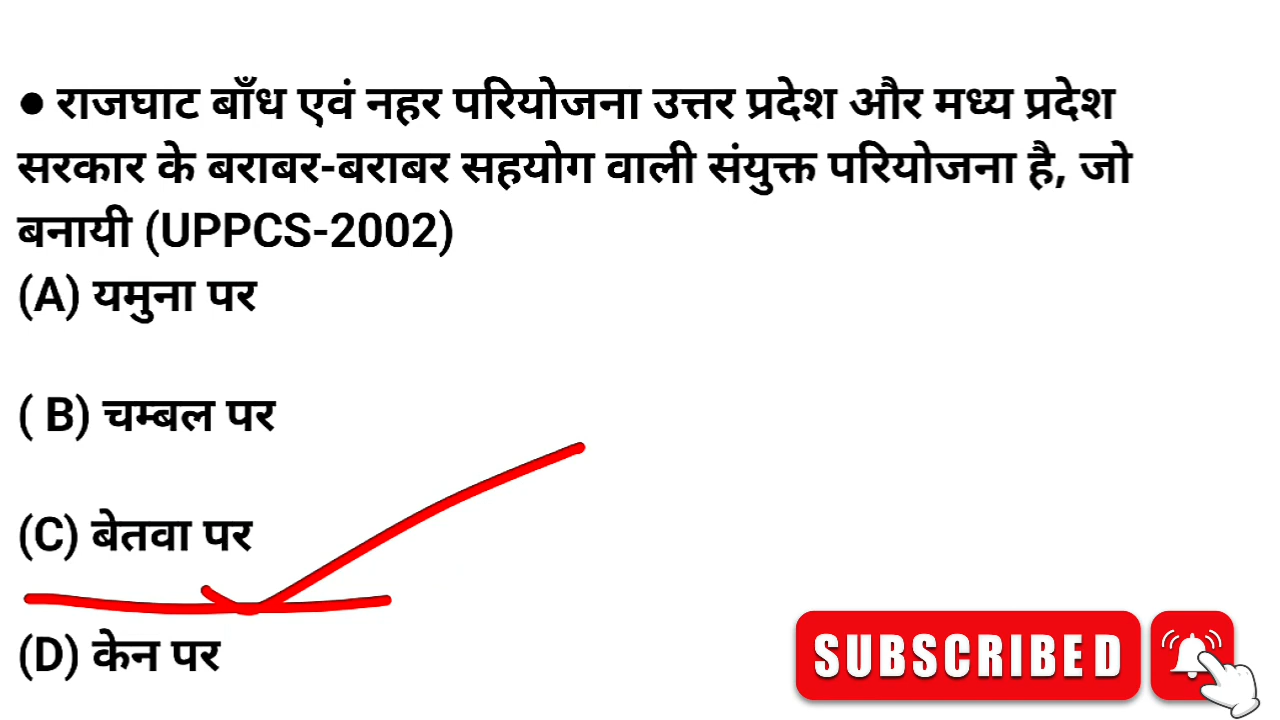 ● राजघाट बाँध एवं नहर परियोजना उत्तर प्रदेश और मध्य प्रदेश
सरकार के बराबर-बराबर सहयोग वाली संयुक्त परियोजना है, जो
बनायी (UPPCS-2002)
(A) यमुना पर
( B) चम्बल पर
(C) बेतवा पर
(D) केन पर
SUBSCRIBED